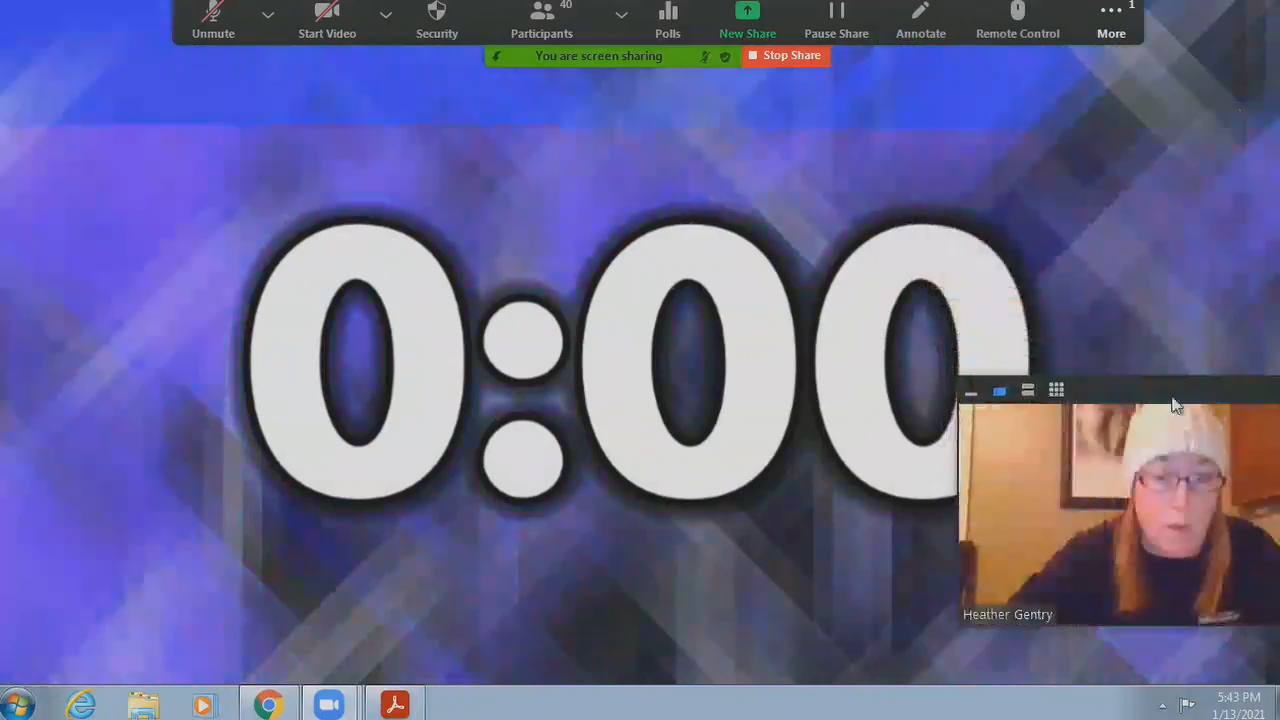 40
1
Unmute
Start Video
Security
Participants
Polls
New Share
Pause Share
Annotate
Remote Control
More
You are screen sharing
Stop Share
0:00
Heather Gentry
5:43 PM
1/13/2021